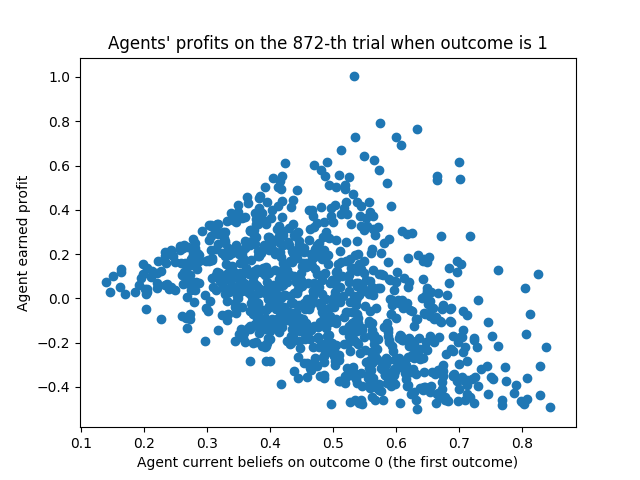 Agents' profits on the 872-th trial when outcome is 1
1.0
0.8
0.6
0.4
0.2
0.0
−0.2
−0.4
Agent earned profit
0.1 0.2 0.3 0.4 0.5 0.6 0.7 0.8
Agent current beliefs on outcome 0 (the first outcome)